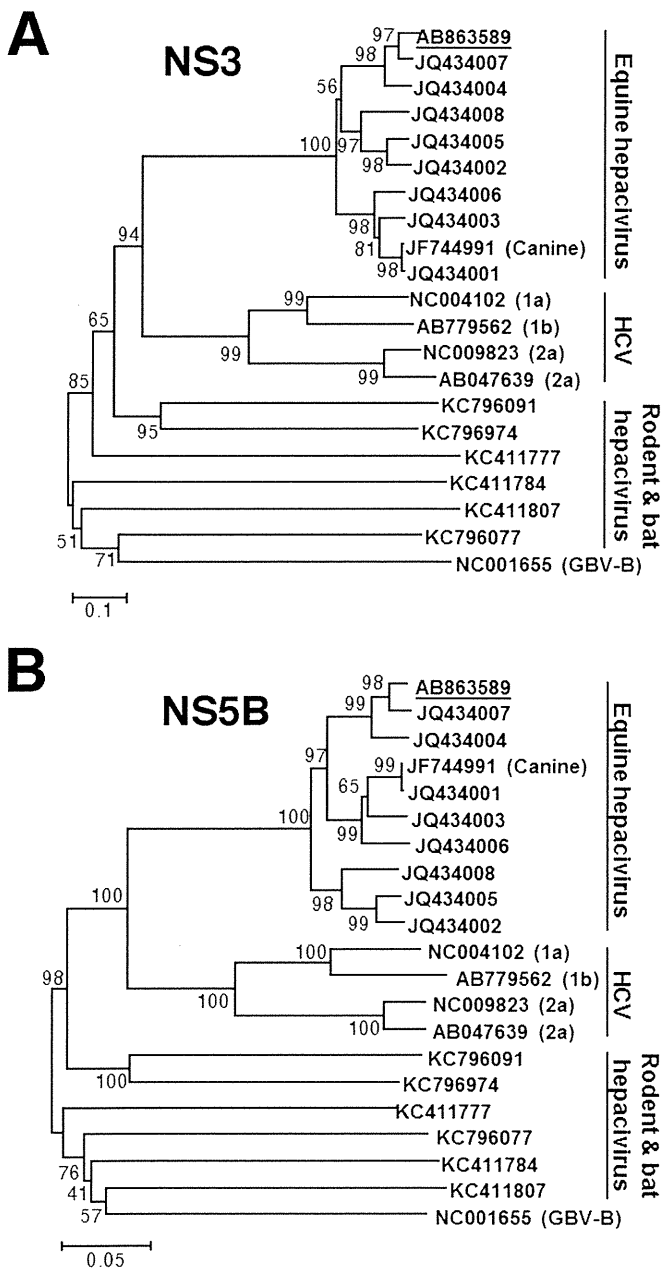 A
NS3
97
AB863589
98
JQ434007
JQ434004
56
JQ434008
100
97
JQ434005
98
JQ434002
JQ434006
98
JQ434003
81
JF744991 (Canine)
98
JQ434001
Equine hepacivirus
94
99
NC004102 (1a)
AB779562 (1b)
99
NC009823 (2a)
99
AB047639 (2a)
HCV
65
85
KC796091
95
KC796974
KC411777
KC411784
51
KC411807
71
KC796077
NC001655 (GBV-B)
Rodent & bat
hepacivirus
0.1
B
NS5B
98
AB863589
99
JQ434007
JQ434004
97
99
JF744991 (Canine)
65
JQ434001
JQ434003
99
JQ434006
100
JQ434008
98
JQ434005
99
JQ434002
Equine hepacivirus
100
100
NC004102 (1a)
AB779562 (1b)
100
NC009823 (2a)
100
AB047639 (2a)
HCV
98
KC796091
100
KC796974
KC411777
KC796077
76
KC411784
41
KC411807
57
NC001655 (GBV-B)
Rodent & bat
hepacivirus
0.05